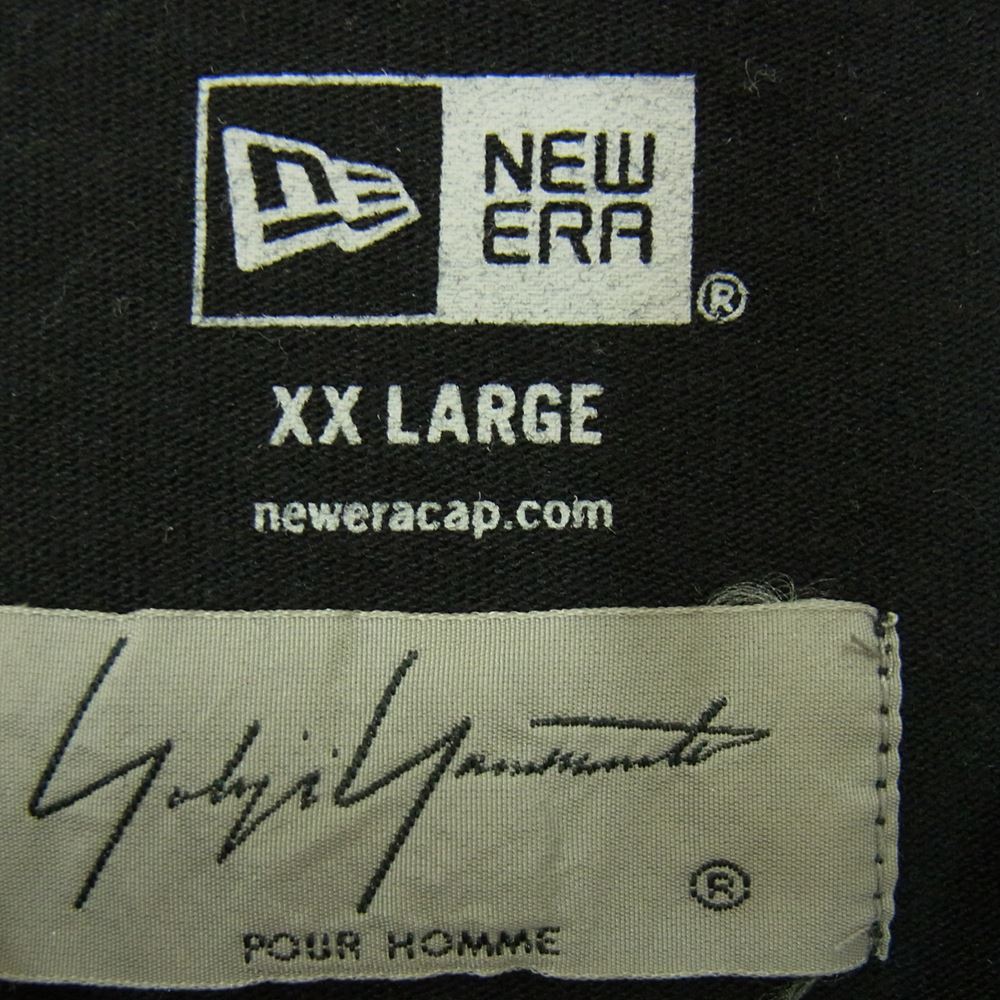 NEW
ERA
®
XX LARGE
neweracap.com
Yohji Yamamoto
®
POUR HOMME